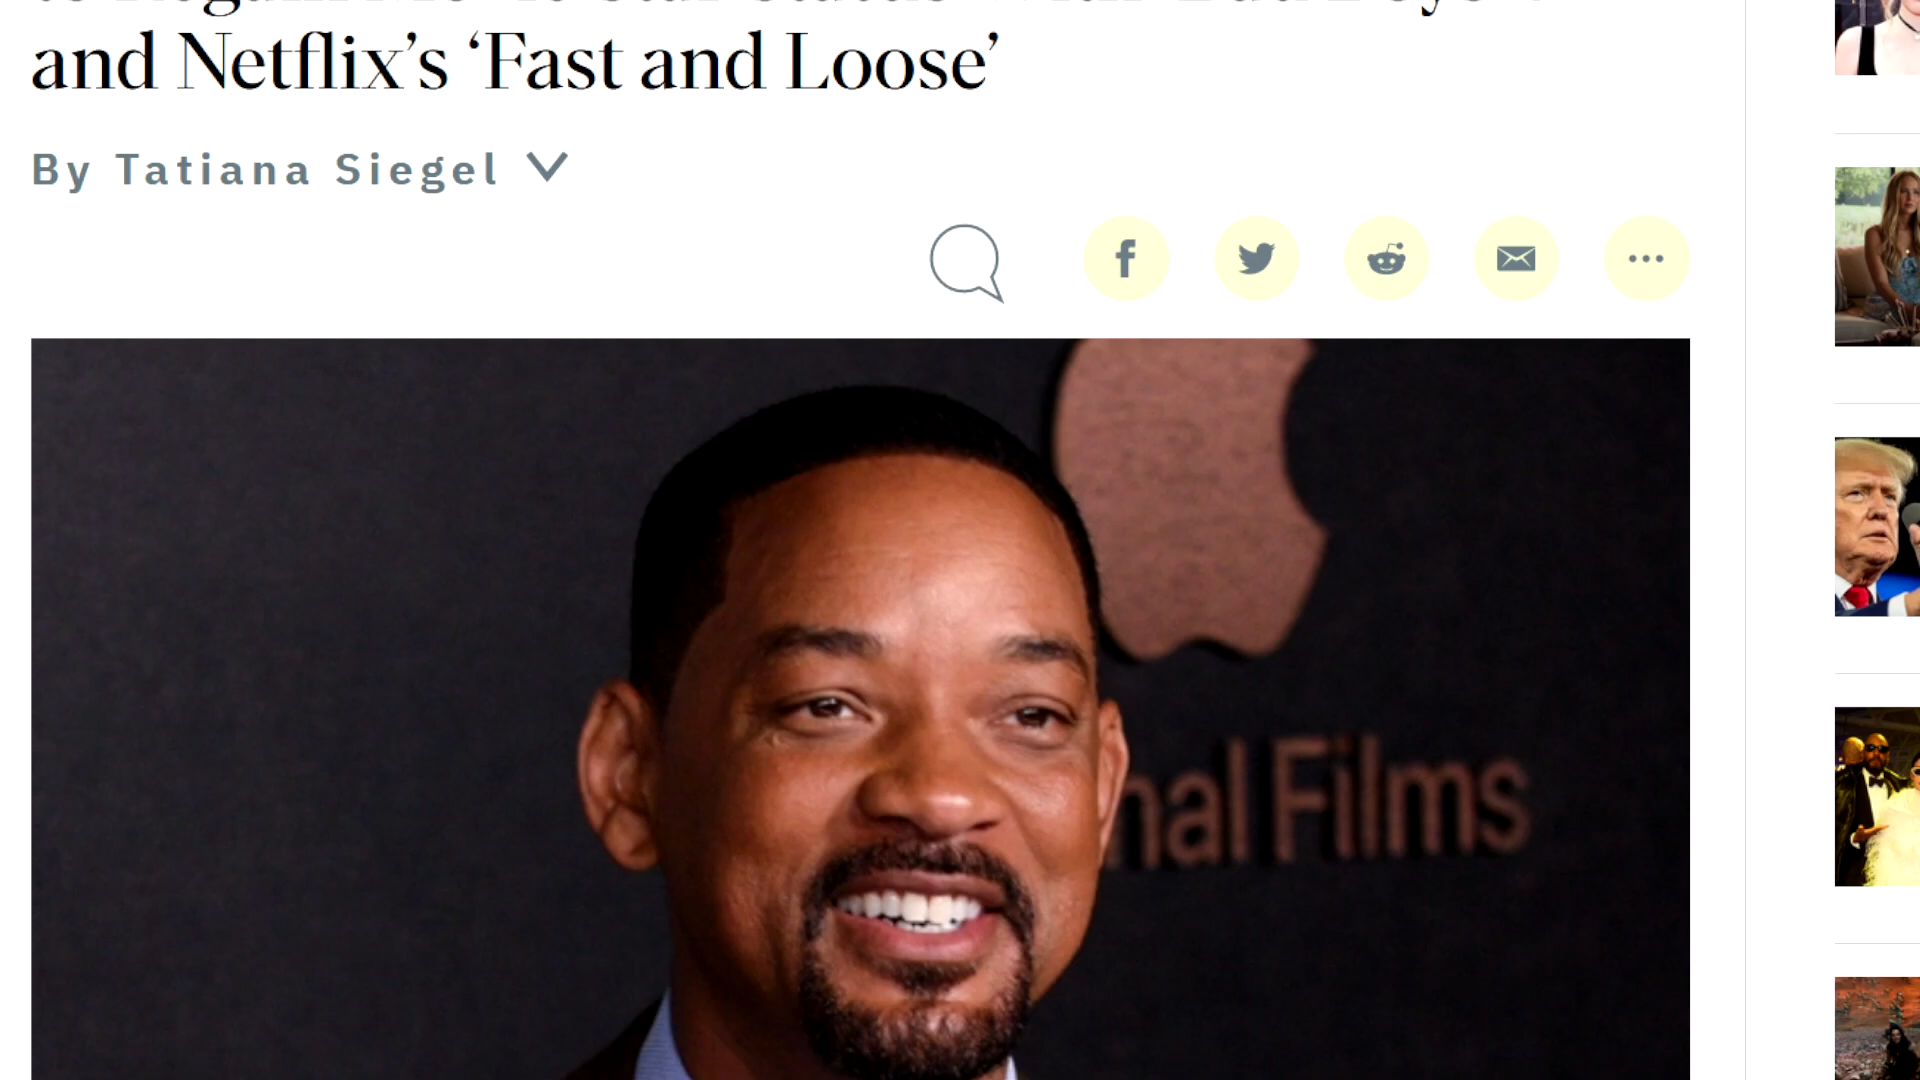 and Netflix’s ‘Fast and Loose’
By Tatiana Siegel
nal Films